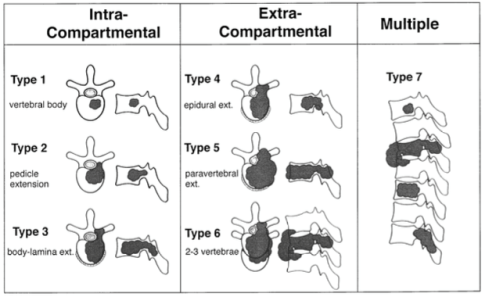 Intra-
Compartmental
Extra-
Compartmental
Multiple
Type 1
vertebral body
Type 2
pedicle
extension
Type 3
body-lamina ext.
Type 4
epidural ext.
Type 5
paravertebral
ext.
Type 6
2-3 vertebrae
Type 7